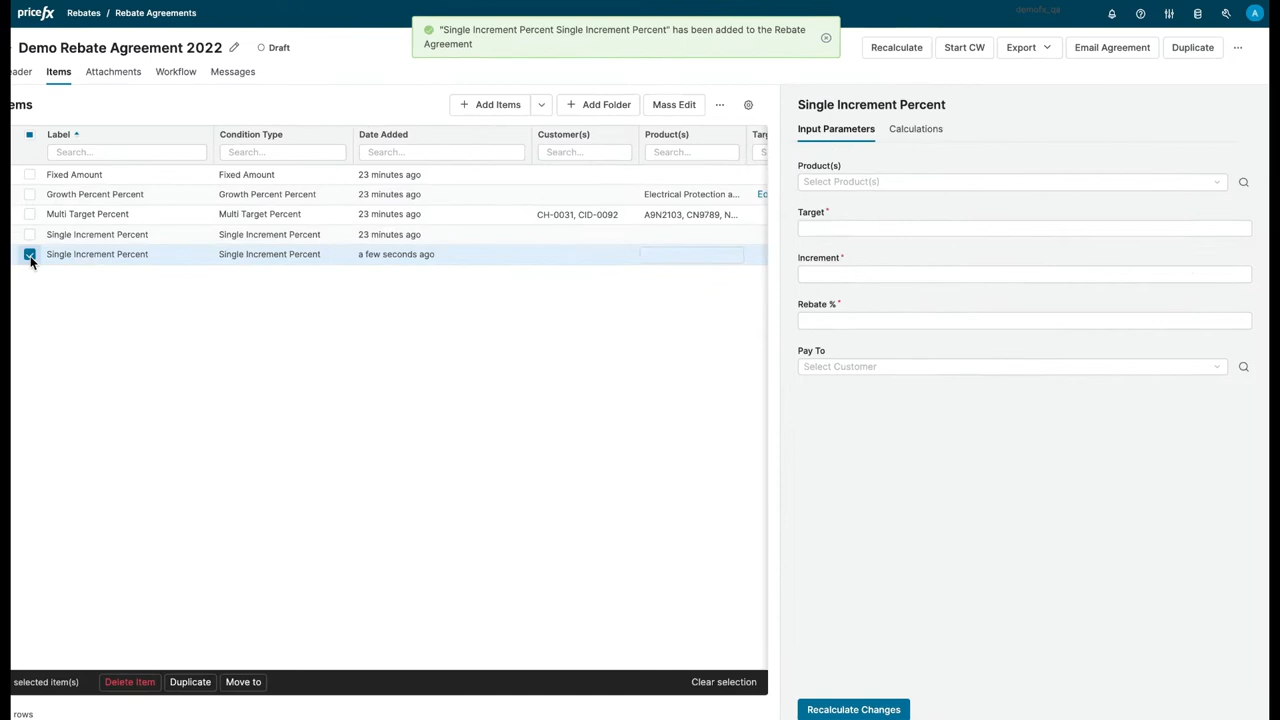 pricefx Rebates / Rebate Agreements
demofx_qa
A
Demo Rebate Agreement 2022
Draft
"Single Increment Percent Single Increment Percent" has been added to the Rebate
Agreement
Recalculate
Start CW
Export
Email Agreement
Duplicate
eader
Items
Attachments
Workflow
Messages
ems
Add Items
Add Folder
Mass Edit
Label
Condition Type
Date Added
Customer(s)
Product(s)
Targ
Search...
Search...
Search...
Search...
Search...
S
Fixed Amount Fixed Amount 23 minutes ago
Growth Percent Percent Growth Percent Percent 23 minutes ago Electrical Protection a... Ec
Multi Target Percent Multi Target Percent 23 minutes ago CH-0031, CID-0092 A9N2103, CN9789, N...
Single Increment Percent Single Increment Percent 23 minutes ago
Single Increment Percent Single Increment Percent a few seconds ago
selected item(s)
Delete Item
Duplicate
Move to
Clear selection
rows
Single Increment Percent
Input Parameters
Calculations
Product(s)
Select Product(s)
Target *
Increment *
Rebate % *
Pay To
Select Customer
Recalculate Changes